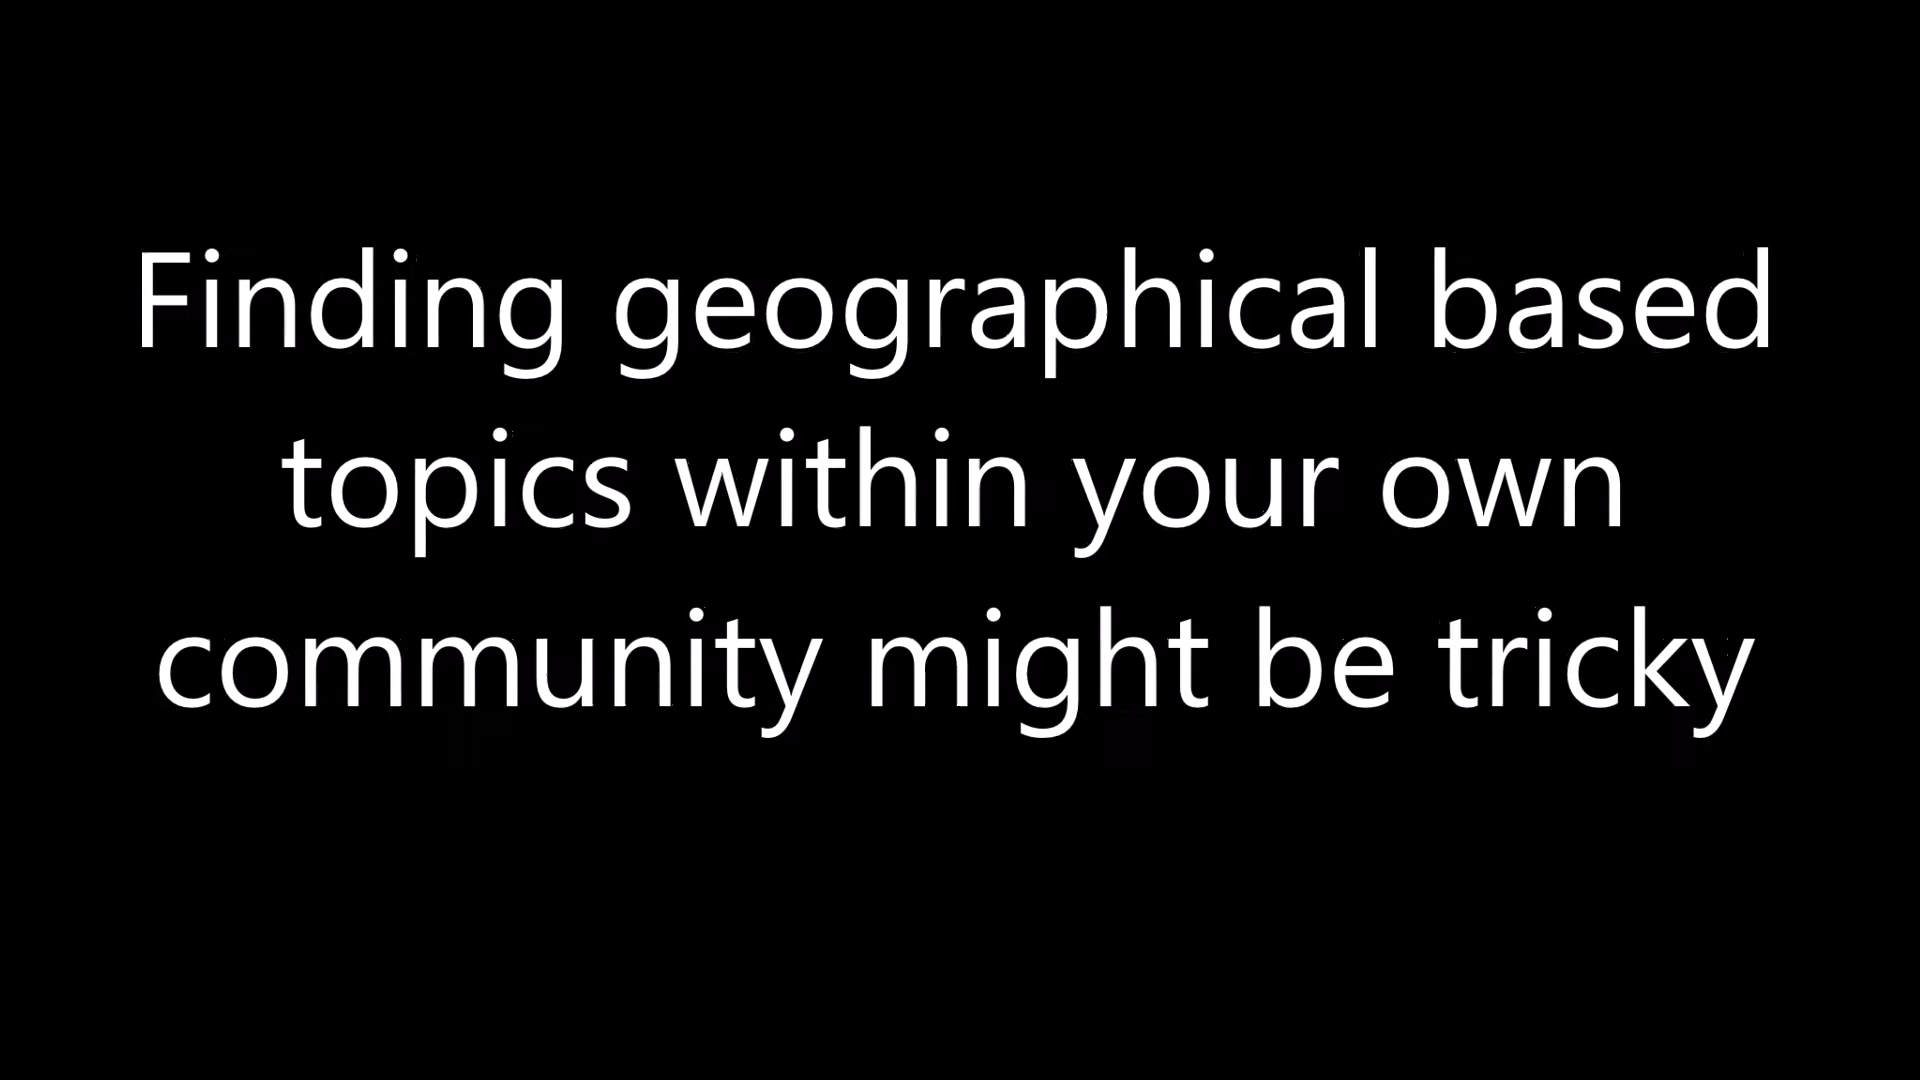 Finding geographical based
topics within your own
community might be tricky